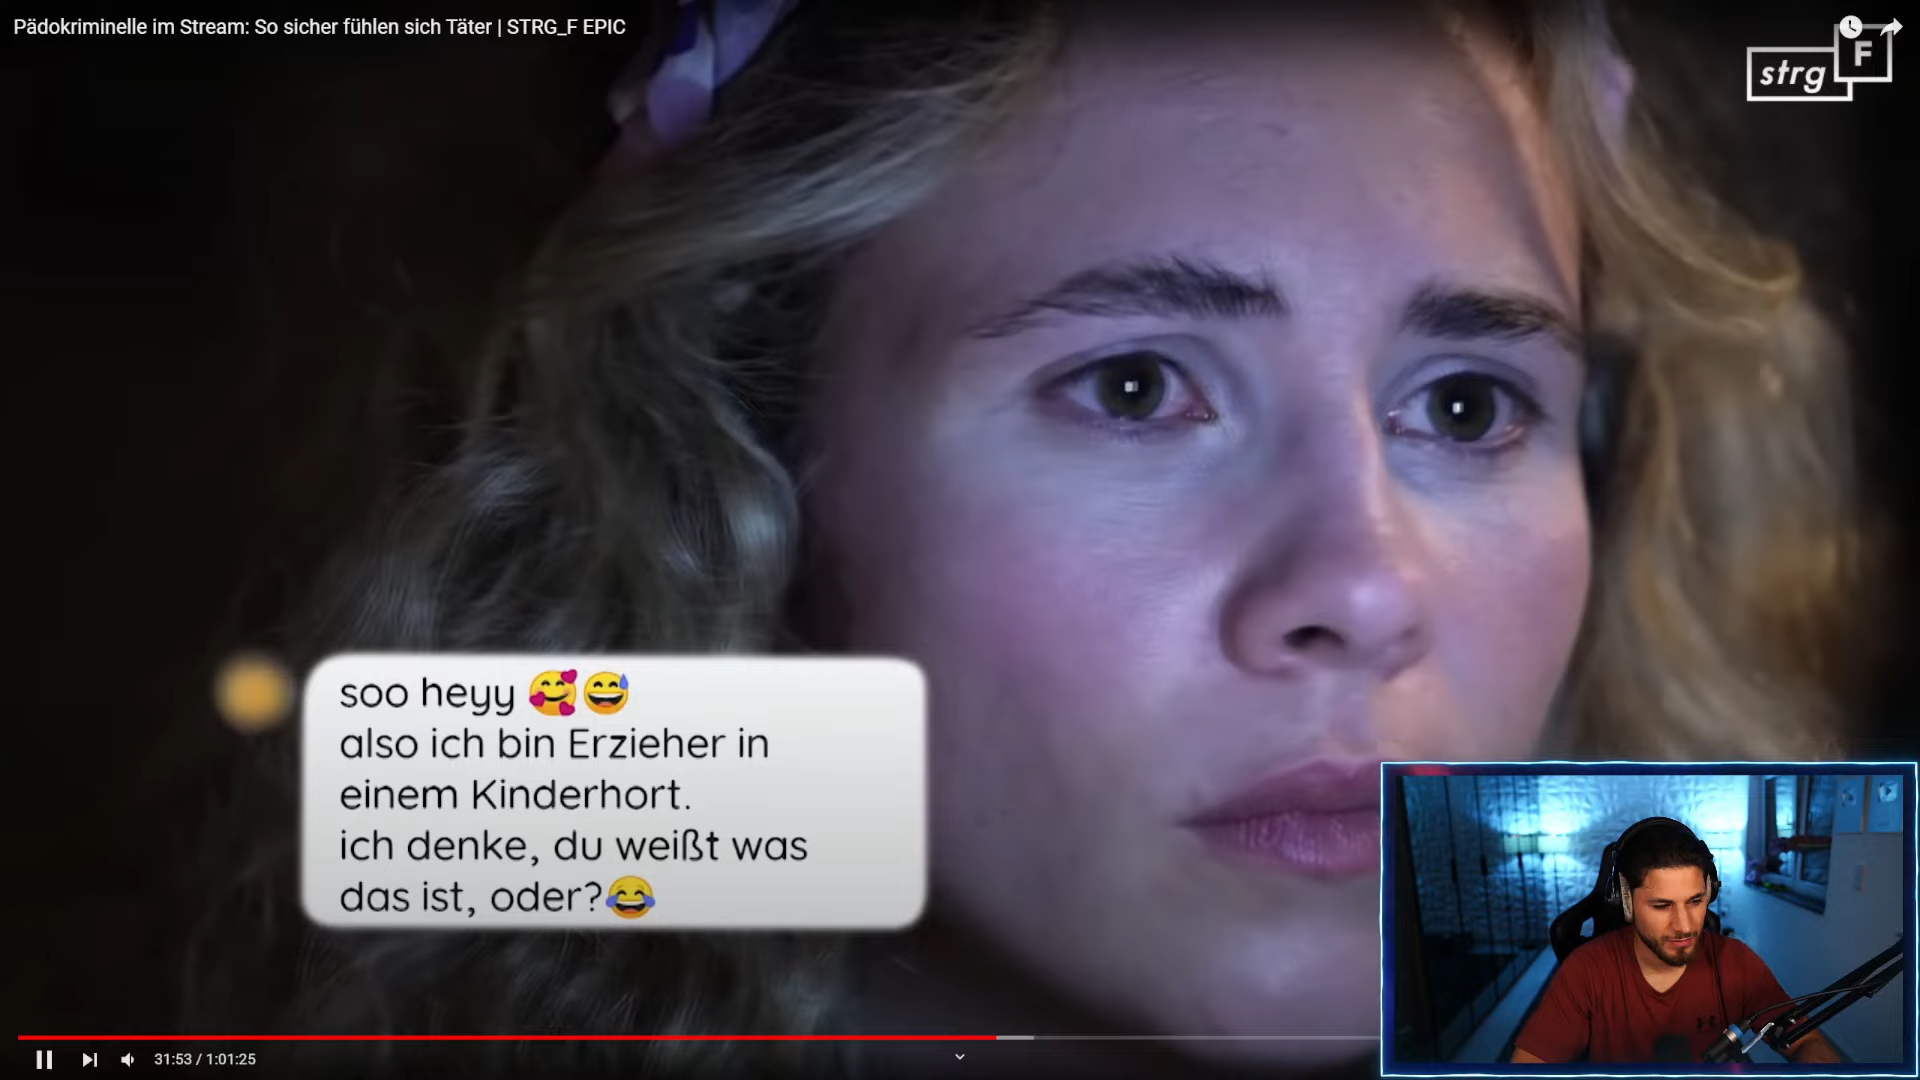 Pädokriminelle im Stream: So sicher fühlen sich Täter | STRG_F EPIC
strg F
soo heyy 🥰😅
also ich bin Erzieher in
einem Kinderhort.
ich denke, du weißt was
das ist, oder?😂
31:53 / 1:01:25